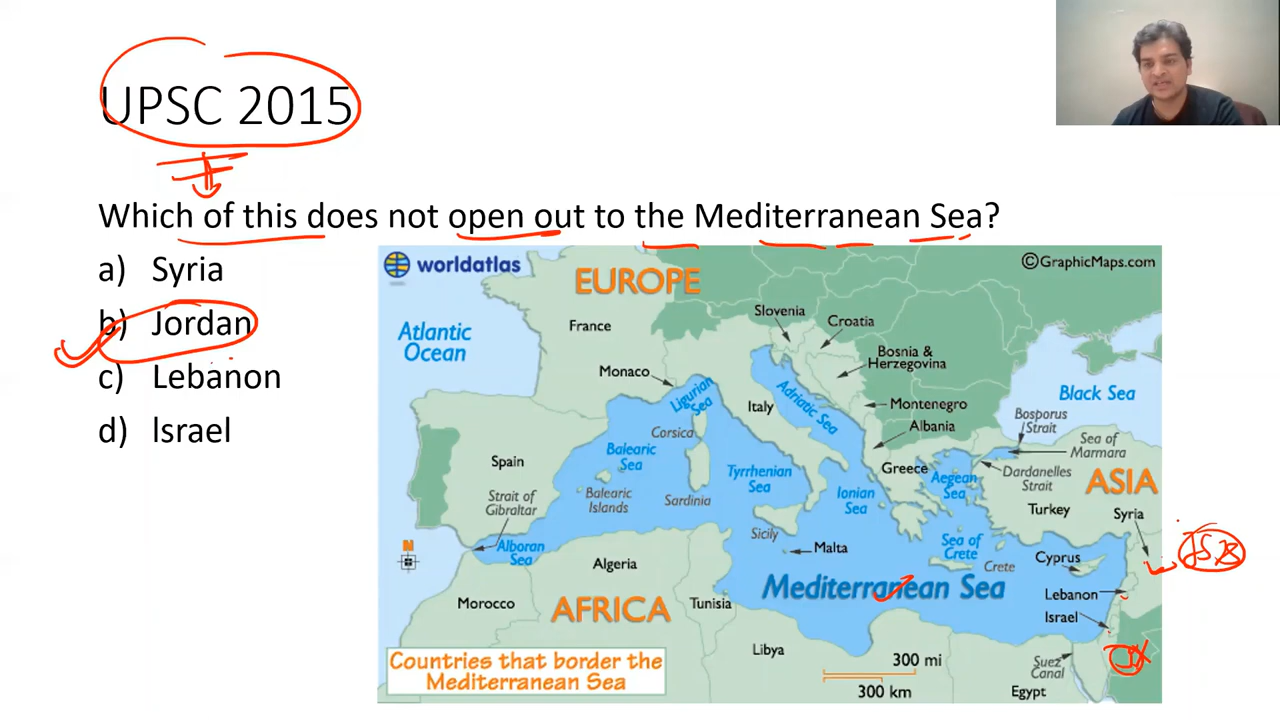 UPSC 2015
Which of this does not open out to the Mediterranean Sea?
a) Syria
b) Jordan
c) Lebanon
d) Israel
worldatlas
©GraphicMaps.com
EUROPE
Atlantic
Ocean
France
Slovenia
Croatia
Bosnia &
Herzegovina
Monaco
Ligurian
Sea
Italy
Adriatic Sea
Montenegro
Albania
Black Sea
Bosporus
Strait
Sea of
Marmara
Corsica
Balearic
Sea
Spain
Greece
Aegean
Sea
Dardanelles
Strait
ASIA
Tyrrhenian
Sea
Ionian
Sea
Turkey
Syria
Strait of
Gibraltar
Balearic
Islands
Sardinia
Sicily
Sea of
Crete
Crete
N
Alboran
Sea
Algeria
Malta
Cyprus
Mediterranean Sea
Lebanon
Israel
Morocco
AFRICA
Tunisia
Libya
Suez
Canal
Egypt
Countries that border the
Mediterranean Sea
300 mi
300 km